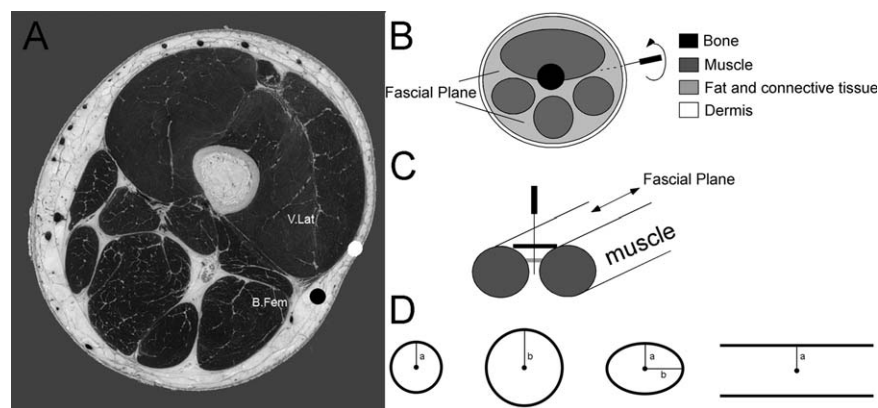 A
V.Lat
B.Fem
B
Fascial Plane
Bone
Muscle
Fat and connective tissue
Dermis
C
Fascial Plane
muscle
D
a
b
a
b
a